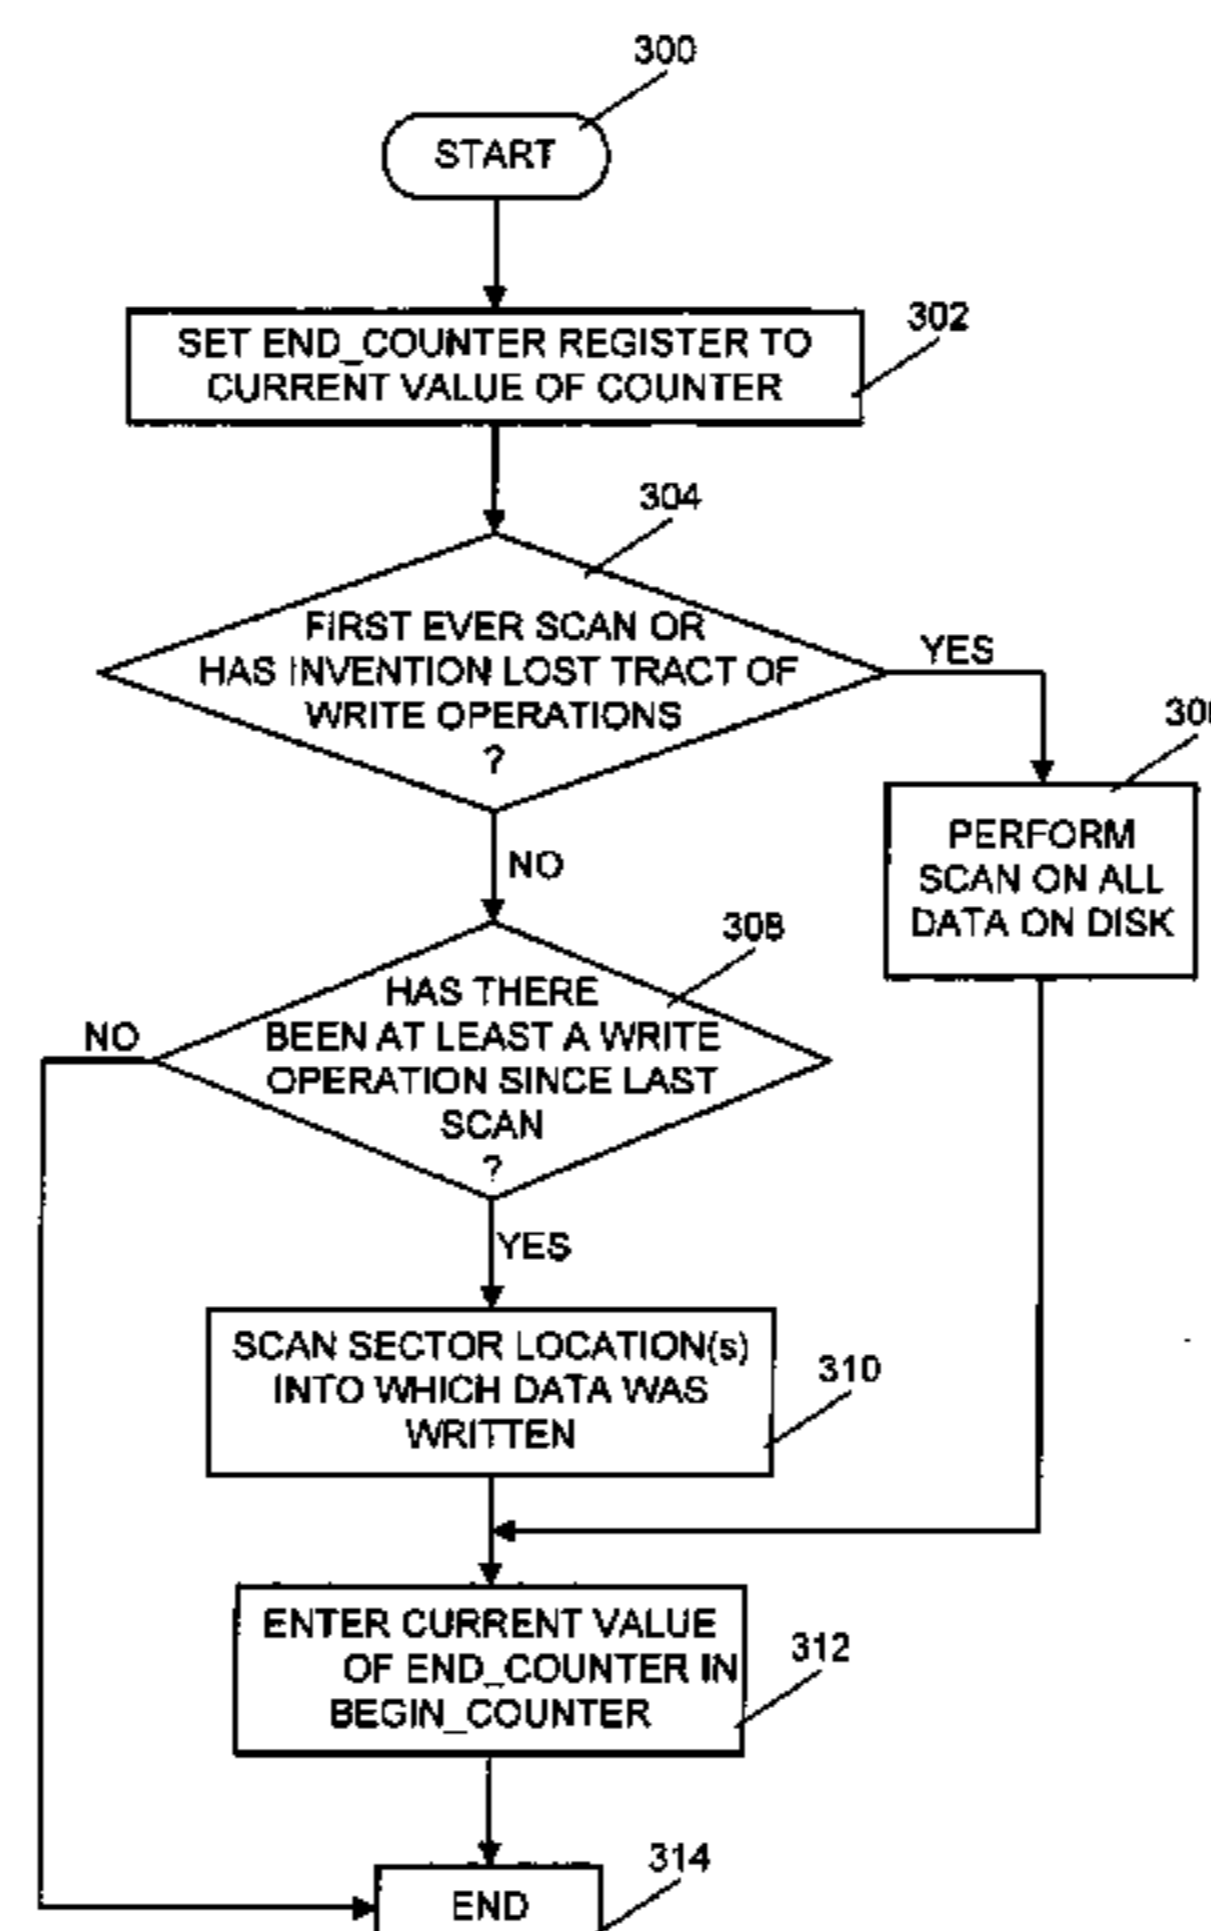 300
START
302
SET END_COUNTER REGISTER TO
CURRENT VALUE OF COUNTER
304
FIRST EVER SCAN OR
HAS INVENTION LOST TRACT OF
WRITE OPERATIONS
?
YES
NO
PERFORM
SCAN ON ALL
DATA ON DISK
308
HAS THERE
BEEN AT LEAST A WRITE
OPERATION SINCE LAST
SCAN
?
NO
YES
SCAN SECTOR LOCATION(s)
INTO WHICH DATA WAS
WRITTEN
310
ENTER CURRENT VALUE
OF END_COUNTER IN
BEGIN_COUNTER
312
END
314